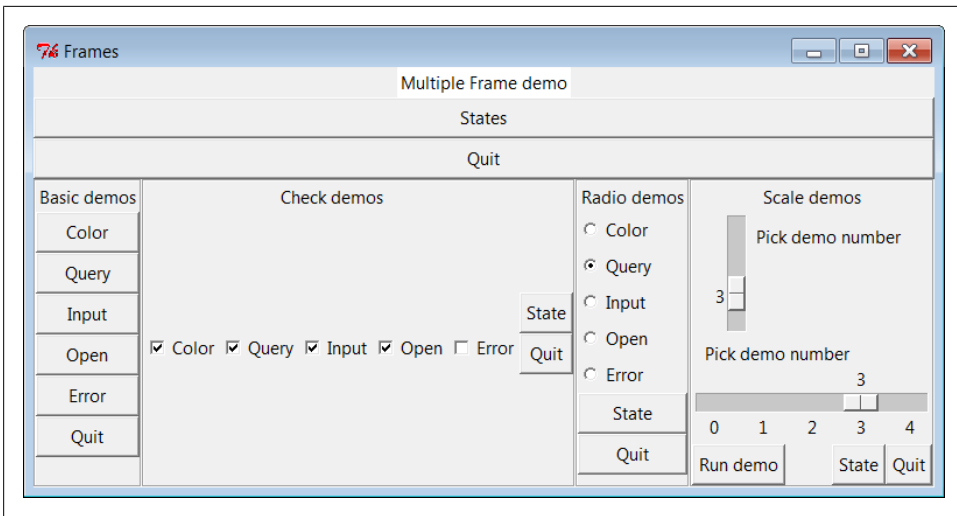 Frames
Multiple Frame demo
States
Quit
Basic demos
Color
Query
Input
Open
Error
Quit
Check demos
Color Query Input Open Error
State
Quit
Radio demos
Color
Query
Input
Open
Error
State
Quit
Scale demos
Pick demo number
3
Pick demo number
3
0 1 2 3 4
Run demo State Quit